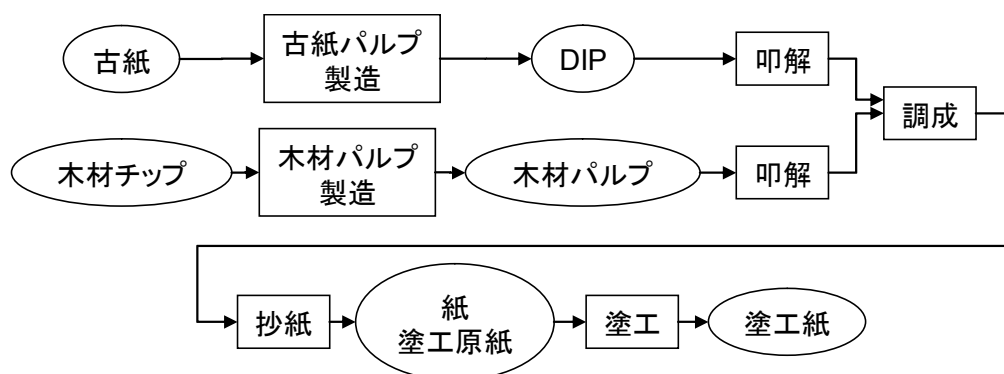 古紙
古紙パルプ
製造
DIP
叩解
調成
木材チップ
木材パルプ
製造
木材パルプ
叩解
抄紙
紙
塗工原紙
塗工
塗工紙